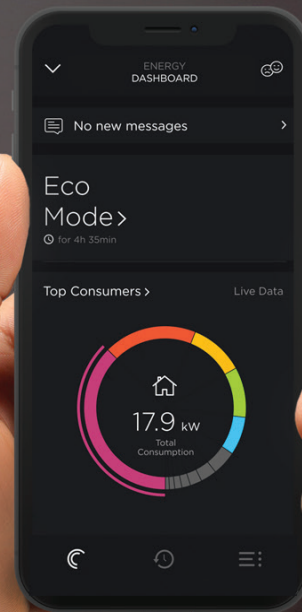 ENERGY
DASHBOARD
No new messages
Eco
Mode
for 4h 35min
Top Consumers
Live Data
17.9 kW
Total
Consumption